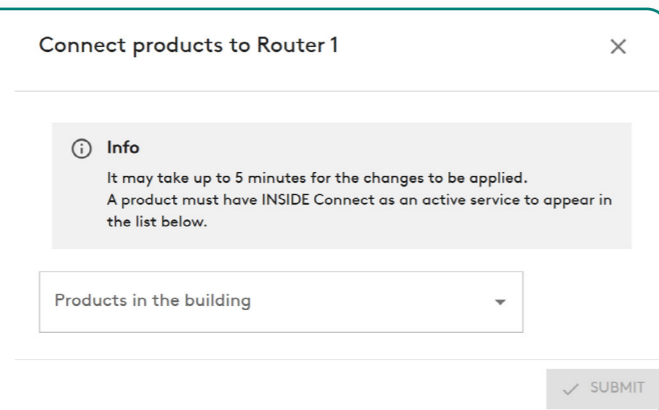 Connect products to Router 1
Info
It may take up to 5 minutes for the changes to be applied.
A product must have INSIDE Connect as an active service to appear in
the list below.
Products in the building
SUBMIT